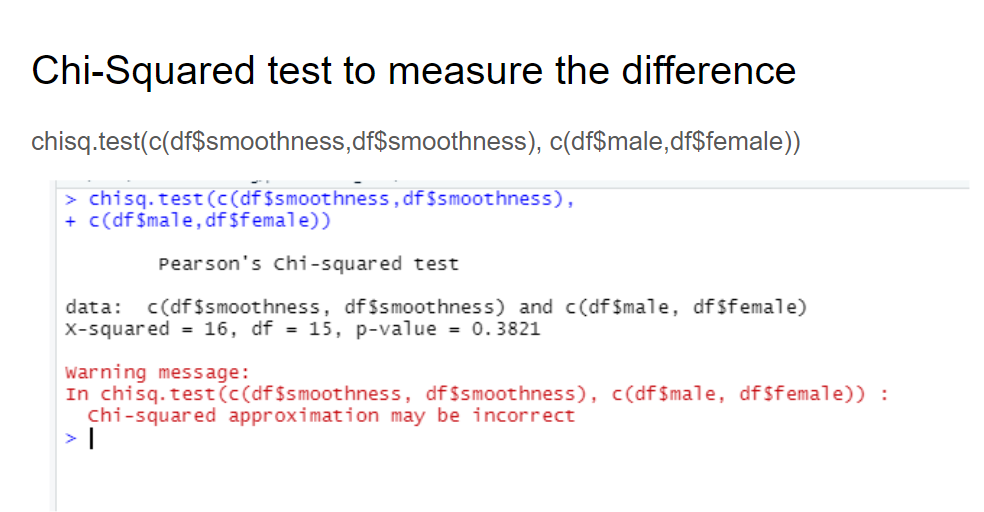 Chi-Squared test to measure the difference
chisq.test(c(df$smoothness,df$smoothness), c(df$male,df$female))
> chisq.test(c(df$smoothness,df$smoothness),
+ c(df$male,df$female))
Pearson's Chi-squared test
data:  c(df$smoothness, df$smoothness) and c(df$male, df$female)
X-squared = 16, df = 15, p-value = 0.3821
Warning message:
In chisq.test(c(df$smoothness, df$smoothness), c(df$male, df$female)) :
  Chi-squared approximation may be incorrect
>